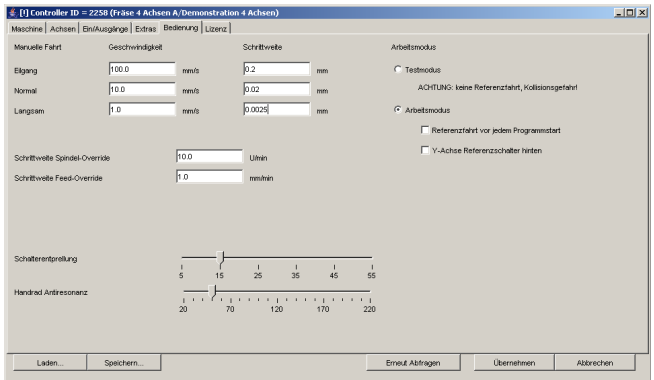 [!] Controller ID = 2258 (Fräse 4 Achsen A/Demonstration 4 Achsen)
Maschine Achsen Ein/Ausgänge Extras Bedienung Lizenz
Manuelle Fahrt Geschwindigkeit Schrittweite Arbeitsmodus
Eilgang 100.0 mm/s 0.2 mm Testmodus
ACHTUNG: keine Referenzfahrt, Kollisionsgefahr!
Normal 10.0 mm/s 0.02 mm
Langsam 1.0 mm/s 0.0025 mm Arbeitsmodus
Referenzfahrt vor jedem Programmstart
Y-Achse Referenzschalter hinten
Schrittweite Spindel-Override 10.0 U/min
Schrittweite Feed-Override 1.0 mm/min
Schalterentprellung
5 15 25 35 45 55
Handrad Antiresonanz
20 70 120 170 220
Laden... Speichern... Erneut Abfragen Übernehmen Abbrechen